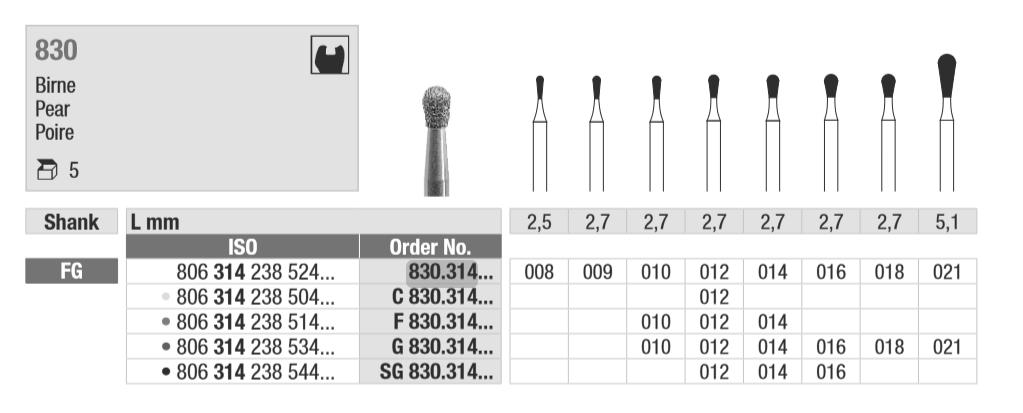 830
Birne
Pear
Poire
5
Shank L mm 2,5 2,7 2,7 2,7 2,7 2,7 2,7 5,1
ISO Order No.
FG 806 314 238 524... 830.314... 008 009 010 012 014 016 018 021
806 314 238 504... C 830.314... 012
806 314 238 514... F 830.314... 010 012 014
806 314 238 534... G 830.314... 010 012 014 016 018 021
806 314 238 544... SG 830.314... 012 014 016